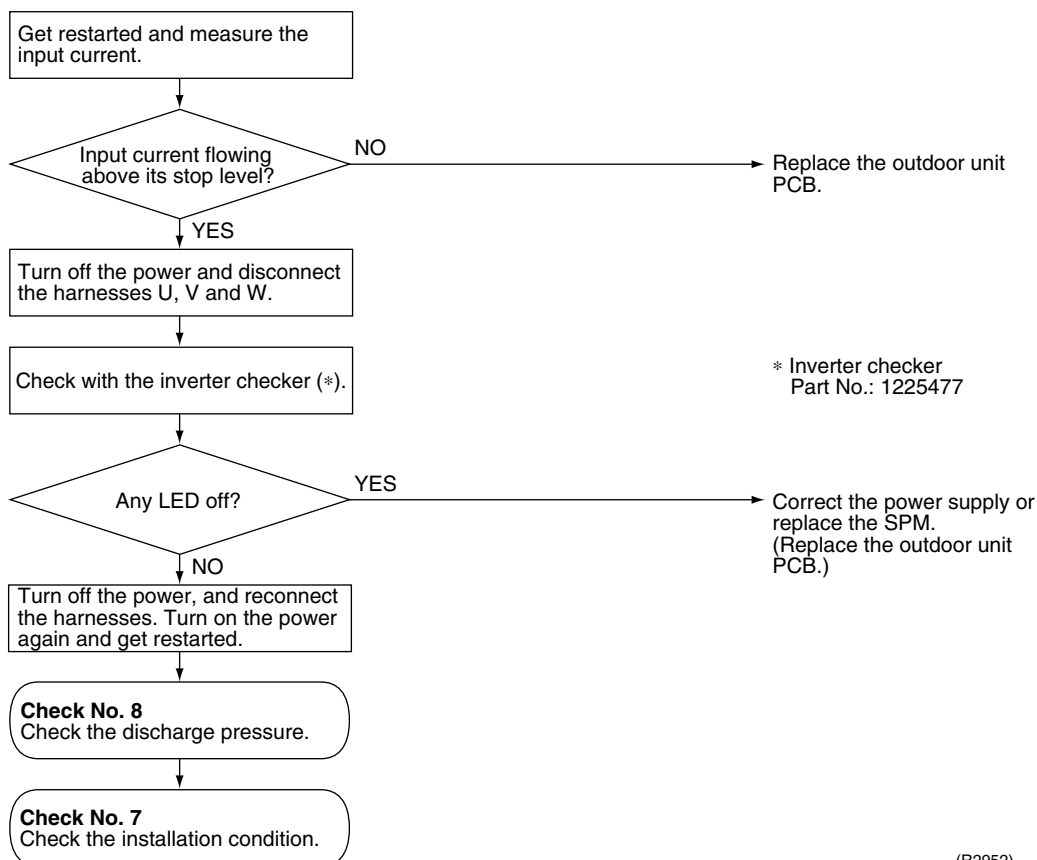 Get restarted and measure the
input current.
Input current flowing
above its stop level?
NO
Replace the outdoor unit
PCB.
YES
Turn off the power and disconnect
the harnesses U, V and W.
Check with the inverter checker (*).
* Inverter checker
Part No.: 1225477
Any LED off?
YES
Correct the power supply or
replace the SPM.
(Replace the outdoor unit
PCB.)
NO
Turn off the power, and reconnect
the harnesses. Turn on the power
again and get restarted.
Check No. 8
Check the discharge pressure.
Check No. 7
Check the installation condition.
(R2952)